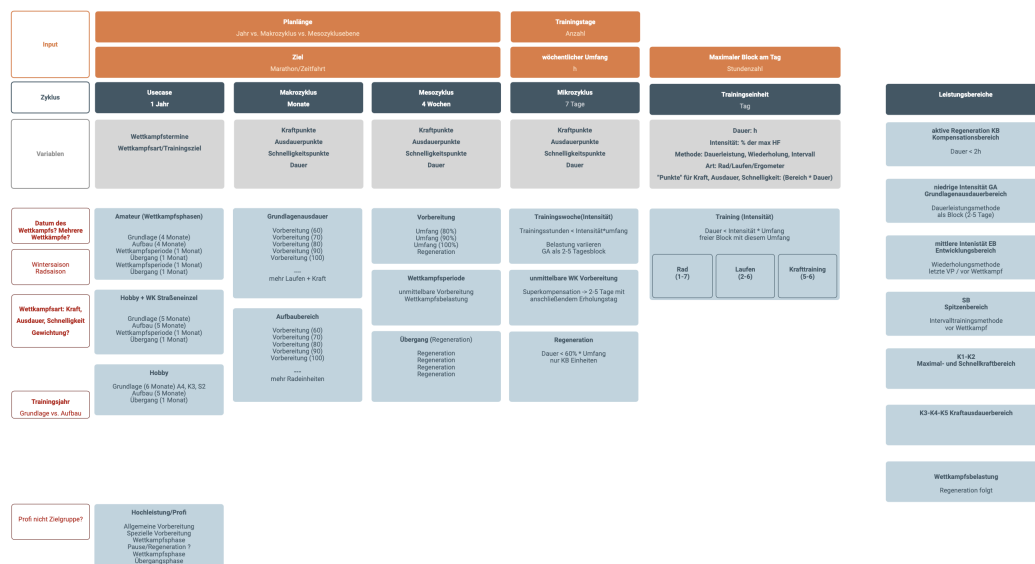 Input
Planlänge
Jahr vs. Makrozyklus vs. Mesozyklusebene
Trainingstage
Anzahl
Ziel
Marathon/Zeitfahrt
wöchentlicher Umfang
h
Maximaler Block am Tag
Stundenzahl
Zyklus
Usecase
1 Jahr
Makrozyklus
Monate
Mesozyklus
4 Wochen
Mikrozyklus
7 Tage
Trainingseinheit
Tag
Leistungsbereiche
Variablen
Wettkampfstermine
Wettkampfsart/Trainingsziel
Kraftpunkte
Ausdauerpunkte
Schnelligkeitspunkte
Dauer
Kraftpunkte
Ausdauerpunkte
Schnelligkeitspunkte
Dauer
Kraftpunkte
Ausdauerpunkte
Schnelligkeitspunkte
Dauer
Dauer: h
Intensität: % der max HF
Methode: Dauerleistung, Wiederholung, Intervall
Art: Rad/Laufen/Ergometer
"Punkte" für Kraft, Ausdauer, Schnelligkeit: (Bereich * Dauer)
aktive Regeneration KB
Kompensationsbereich
Dauer < 2h
niedrige Intensität GA
Grundlagenausdauerbereich
Dauerleistungsmethode
als Block (2-5 Tage)
mittlere Intenistät EB
Entwicklungsbereich
Wiederholungsmethode
letzte VP / vor Wettkampf
SB
Spitzenbereich
Intervalltrainingsmethode
vor Wettkampf
K1-K2
Maximal- und Schnellkraftbereich
K3-K4-K5 Kraftausdauerbereich
Wettkampfsbelastung
Regeneration folgt
Datum des
Wettkampfs? Mehrere
Wettkämpfe?
Wintersaison
Radsaison
Wettkampfsart: Kraft,
Ausdauer, Schnelligkeit
Gewichtung?
Trainingsjahr
Grundlage vs. Aufbau
Profi nicht Zielgruppe?
Amateur (Wettkampfsphasen)
Grundlage (4 Monate)
Aufbau (4 Monate)
Wettkampfsperiode (1 Monat)
Übergang (1 Monat)
Wettkampfsperiode (1 Monat)
Übergang (1 Monat)
Hobby + WK Straßeneinzel
Grundlage (5 Monate)
Aufbau (5 Monate)
Wettkampfsperiode (1 Monat)
Übergang (1 Monat)
Hobby
Grundlage (6 Monate) A4, K3, S2
Aufbau (5 Monate)
Übergang (1 Monat)
Hochleistung/Profi
Allgemeine Vorbereitung
Spezielle Vorbereitung
Wettkampfsphase
Pause/Regeneration ?
Wettkampfsphase
Übergangsphase
Grundlagenausdauer
Vorbereitung (60)
Vorbereitung (70)
Vorbereitung (80)
Vorbereitung (90)
Vorbereitung (100)
---
mehr Laufen + Kraft
Aufbaubereich
Vorbereitung (60)
Vorbereitung (70)
Vorbereitung (80)
Vorbereitung (90)
Vorbereitung (100)
---
mehr Radeinheiten
Vorbereitung
Umfang (80%)
Umfang (90%)
Umfang (100%)
Regeneration
Wettkampfsperiode
unmittelbare Vorbereitung
Wettkampfsbelastung
Übergang (Regeneration)
Regeneration
Regeneration
Regeneration
Regeneration
Trainingswoche(Intensität)
Trainingsstunden < Intensität*umfang
Belastung variieren
GA als 2-5 Tagesblock
unmittelbare WK Vorbereitung
Superkompensation -> 2-5 Tage mit
anschließendem Erholungstag
Regeneration
Dauer < 60% * Umfang
nur KB Einheiten
Training (Intensität)
Dauer < Intensität * Umfang
freier Block mit diesem Umfang
Rad
(1-7)
Laufen
(2-6)
Krafttraining
(5-6)